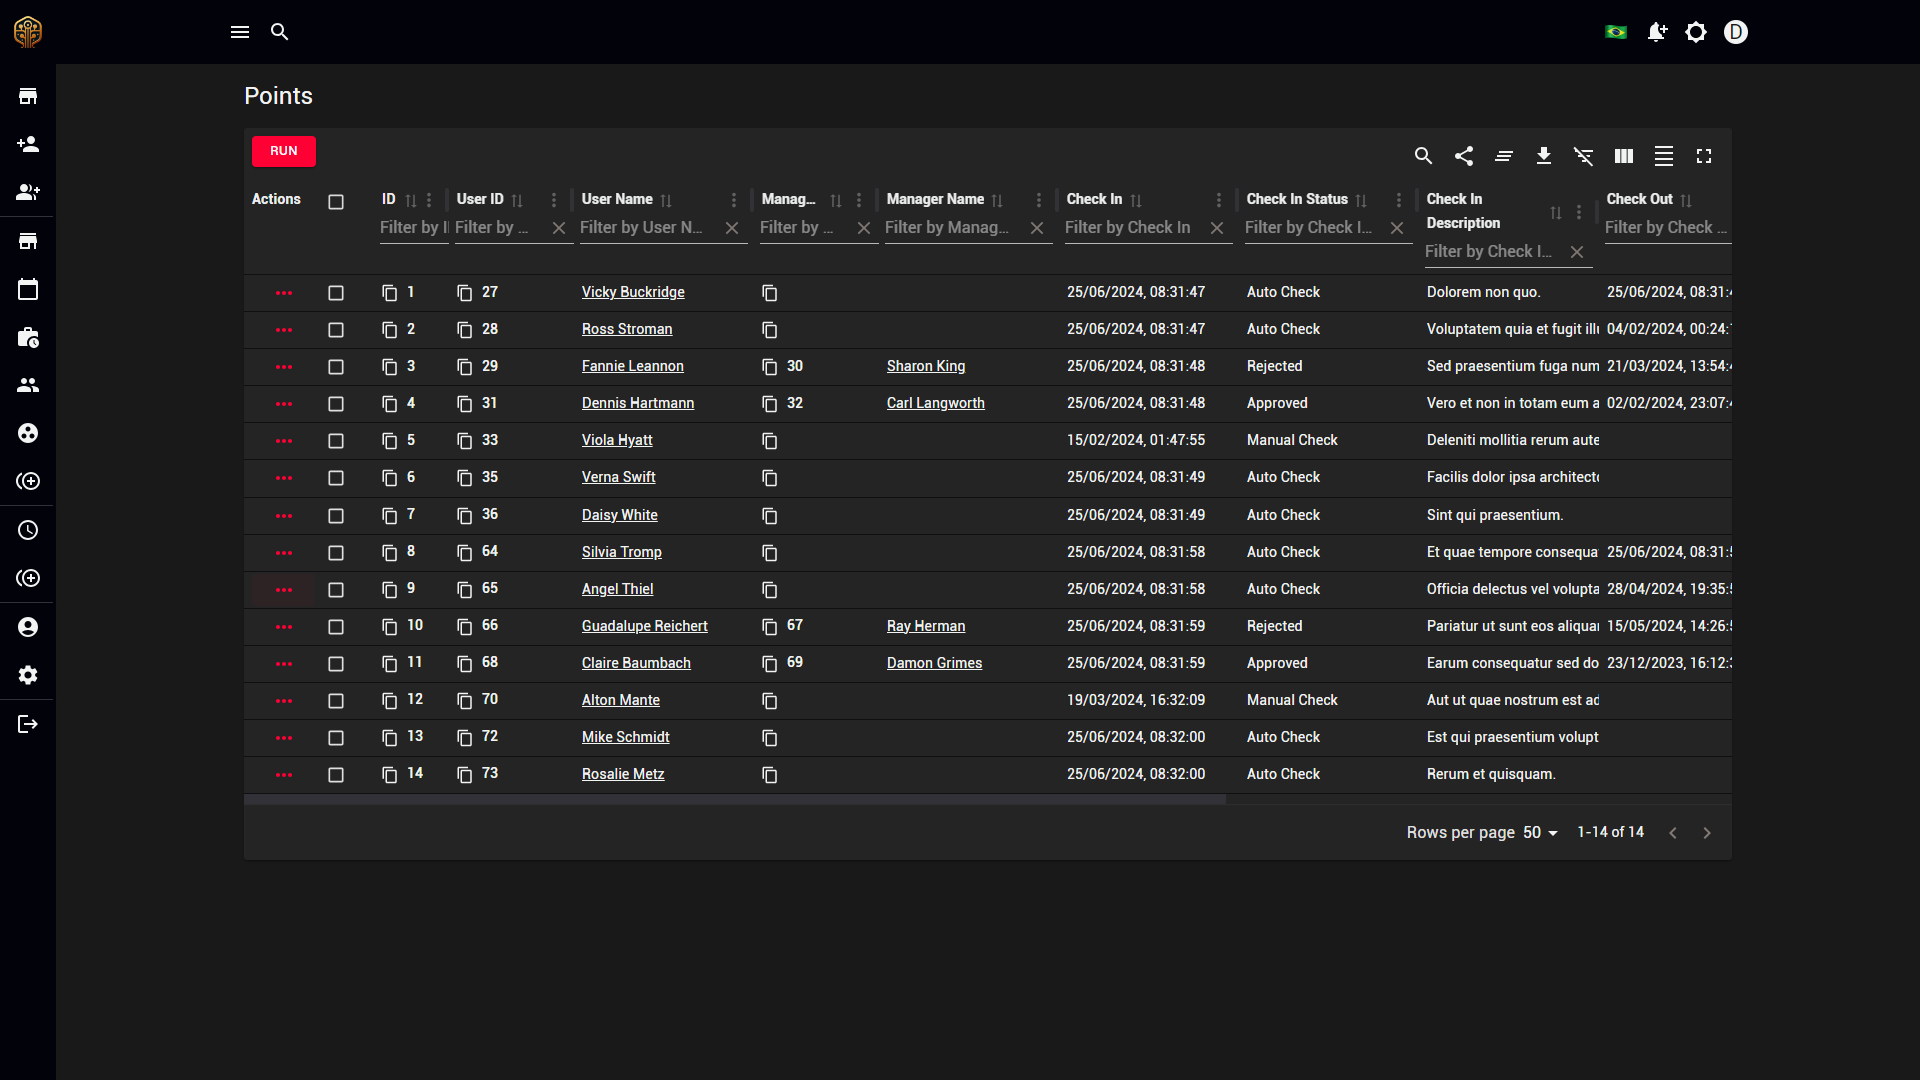 D
Points
RUN
Actions ID User ID User Name Manag... Manager Name Check In Check In Status Check In Description Check Out
Filter by I Filter by ... Filter by User N... Filter by ... Filter by Manag... Filter by Check In Filter by Check I... Filter by Check I... Filter by Check ...
1 27 Vicky Buckridge 25/06/2024, 08:31:47 Auto Check Dolorem non quo. 25/06/2024, 08:31:4
2 28 Ross Stroman 25/06/2024, 08:31:47 Auto Check Voluptatem quia et fugit illu 04/02/2024, 00:24:
3 29 Fannie Leannon 30 Sharon King 25/06/2024, 08:31:48 Rejected Sed praesentium fuga num 21/03/2024, 13:54:4
4 31 Dennis Hartmann 32 Carl Langworth 25/06/2024, 08:31:48 Approved Vero et non in totam eum a 02/02/2024, 23:07:4
5 33 Viola Hyatt 15/02/2024, 01:47:55 Manual Check Deleniti mollitia rerum aute
6 35 Verna Swift 25/06/2024, 08:31:49 Auto Check Facilis dolor ipsa architecto
7 36 Daisy White 25/06/2024, 08:31:49 Auto Check Sint qui praesentium.
8 64 Silvia Tromp 25/06/2024, 08:31:58 Auto Check Et quae tempore consequa 25/06/2024, 08:31:5
9 65 Angel Thiel 25/06/2024, 08:31:58 Auto Check Officia delectus vel volupta 28/04/2024, 19:35:5
10 66 Guadalupe Reichert 67 Ray Herman 25/06/2024, 08:31:59 Rejected Pariatur ut sunt eos aliqua 15/05/2024, 14:26:5
11 68 Claire Baumbach 69 Damon Grimes 25/06/2024, 08:31:59 Approved Earum consequatur sed do 23/12/2023, 16:12:3
12 70 Alton Mante 19/03/2024, 16:32:09 Manual Check Aut ut quae nostrum est ad
13 72 Mike Schmidt 25/06/2024, 08:32:00 Auto Check Est qui praesentium volupt
14 73 Rosalie Metz 25/06/2024, 08:32:00 Auto Check Rerum et quisquam.
Rows per page 50 1-14 of 14